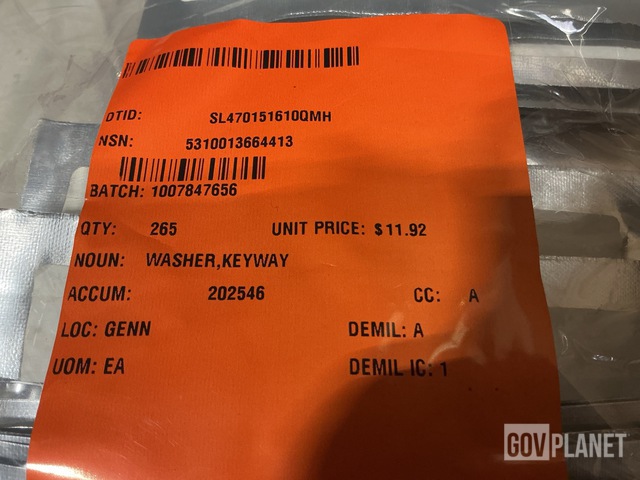 DTID: SL470151610QMH
NSN: 5310013664413
BATCH: 1007847656
QTY: 265 UNIT PRICE: $11.92
NOUN: WASHER,KEYWAY
ACCUM: 202546 CC: A
LOC: GENN DEMIL: A
UOM: EA DEMIL IC: 1
GOVPLANET